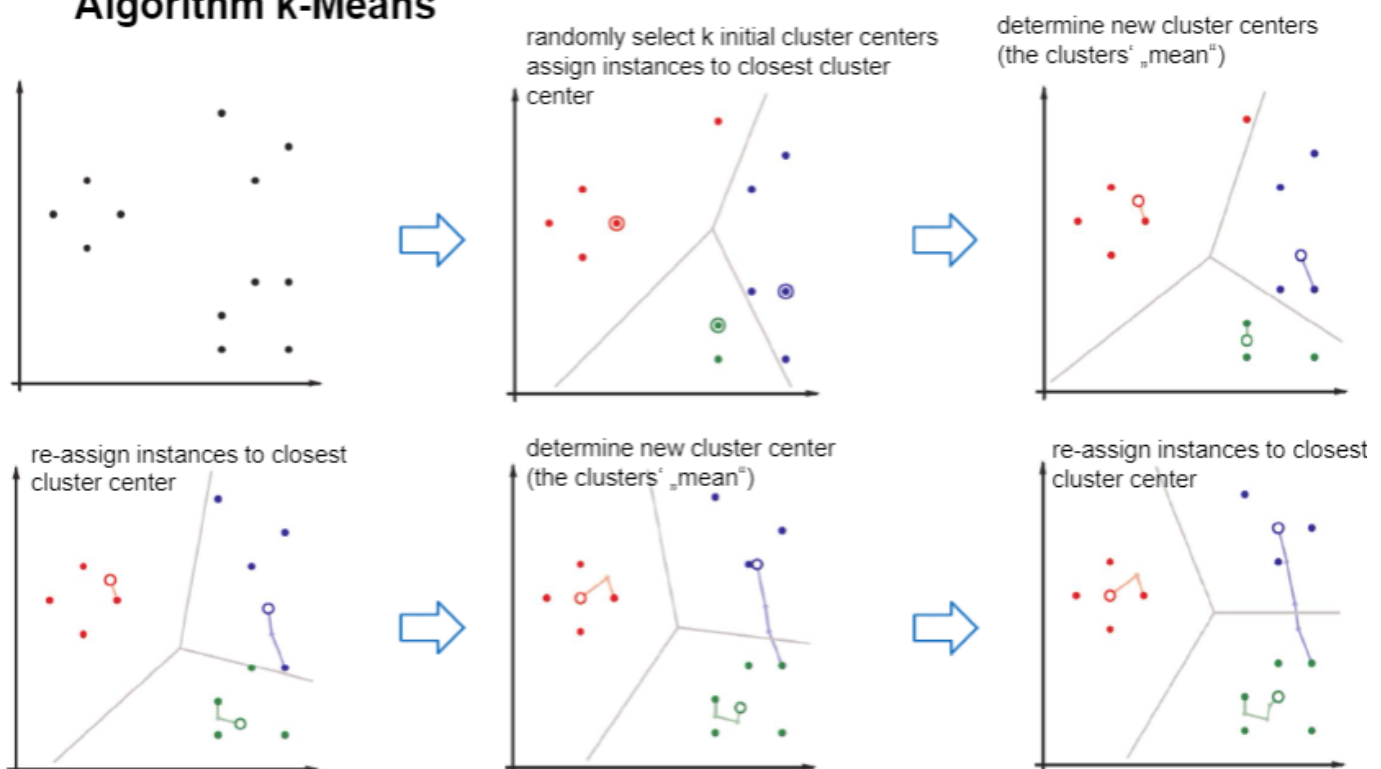 Algorithm k-Means
randomly select k initial cluster centers
assign instances to closest cluster
center
determine new cluster centers
(the clusters‘ „mean“)
re-assign instances to closest
cluster center
determine new cluster center
(the clusters‘ „mean“)
re-assign instances to closest
cluster center